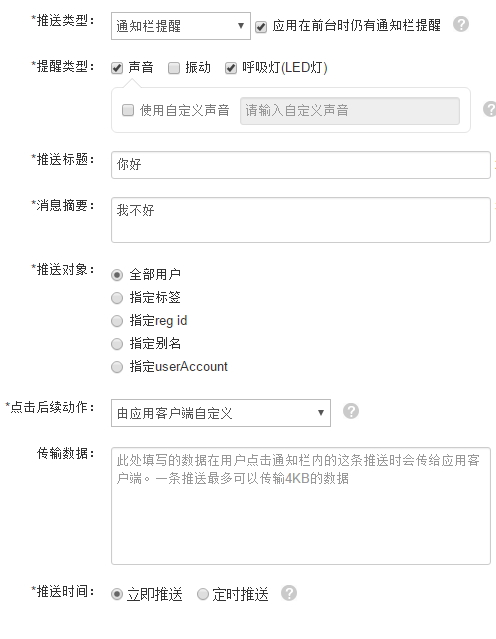 *推送类型： 通知栏提醒 应用在前台时仍有通知栏提醒 ?
*提醒类型： 声音 振动 呼吸灯(LED灯)
使用自定义声音 请输入自定义声音 ?
*推送标题： 你好
*消息摘要： 我不好
*推送对象： 全部用户
指定标签
指定reg id
指定别名
指定userAccount
*点击后续动作： 由应用客户端自定义 ?
传输数据： 此处填写的数据在用户点击通知栏内的这条推送时会传给应用客
户端。一条推送最多可以传输4KB的数据
*推送时间： 立即推送 定时推送 ?